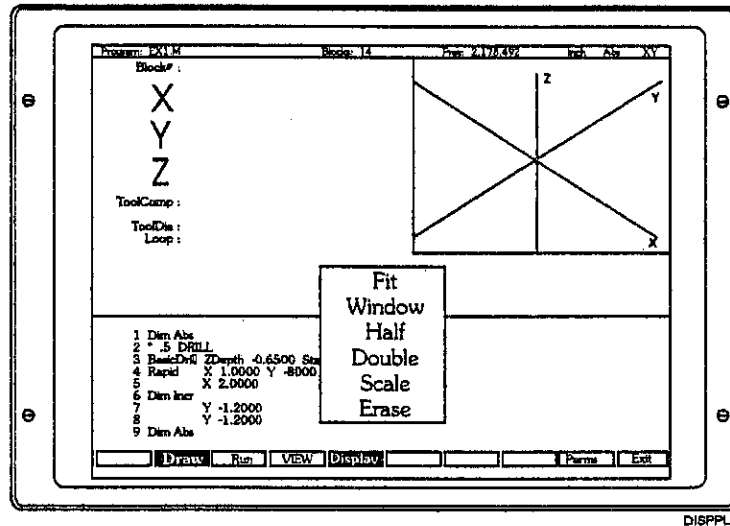 Program: EX1.M Blocks: 14 Free: 2,178,492 Inch Abs XY
Block# :
X
Y
Z
ToolComp :
ToolDia :
Loop :
Z
Y
X
Fit
Window
Half
Double
Scale
Erase
1 Dim Abs
2 * .5 DRILL
3 BasicDrill ZDepth -0.6500
4 Rapid X 1.0000 Y -8000
5 X 2.0000
6 Dim Incr
7 Y -1.2000
8 Y -1.2000
9 Dim Abs
Draw Run VIEW Display Parms Exit
DISPPL